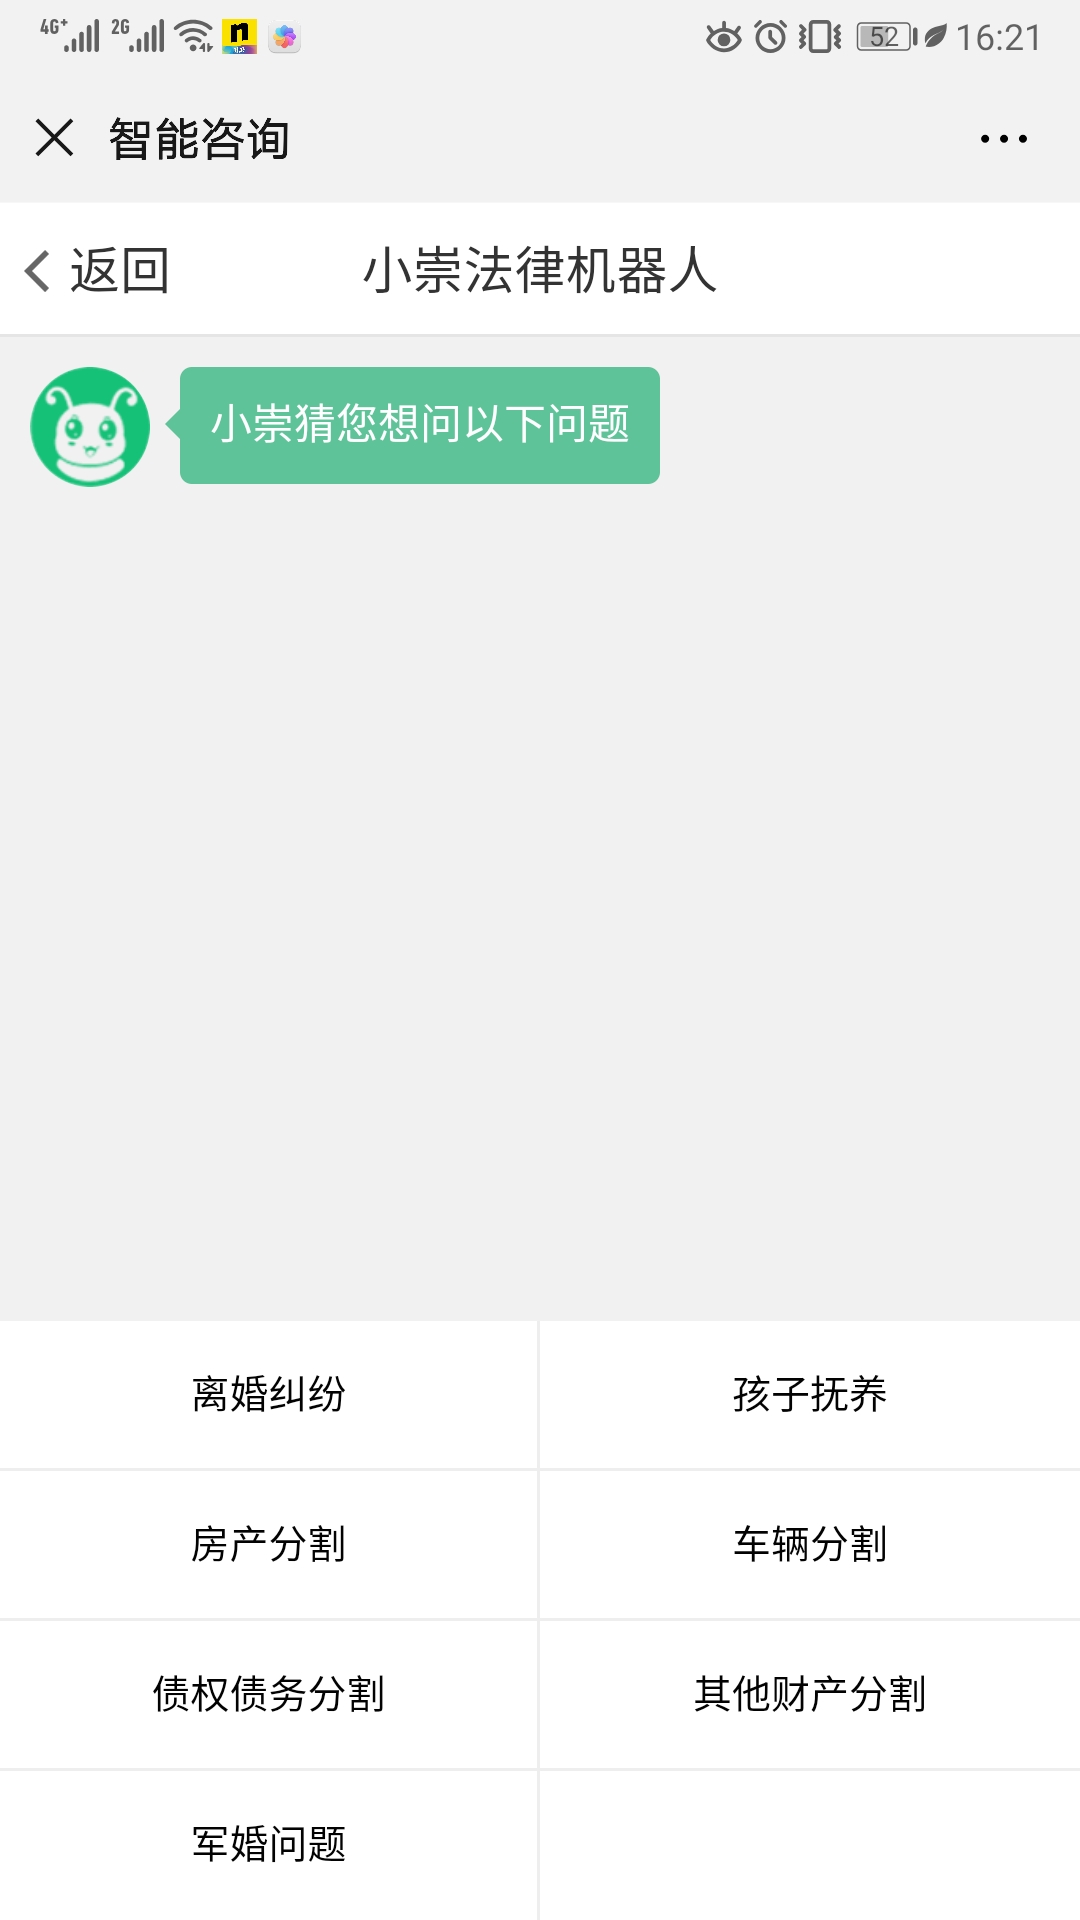 4G+ 2G n 52 16:21
智能咨询
返回 小崇法律机器人
小崇猜您想问以下问题
离婚纠纷 孩子抚养
房产分割 车辆分割
债权债务分割 其他财产分割
军婚问题